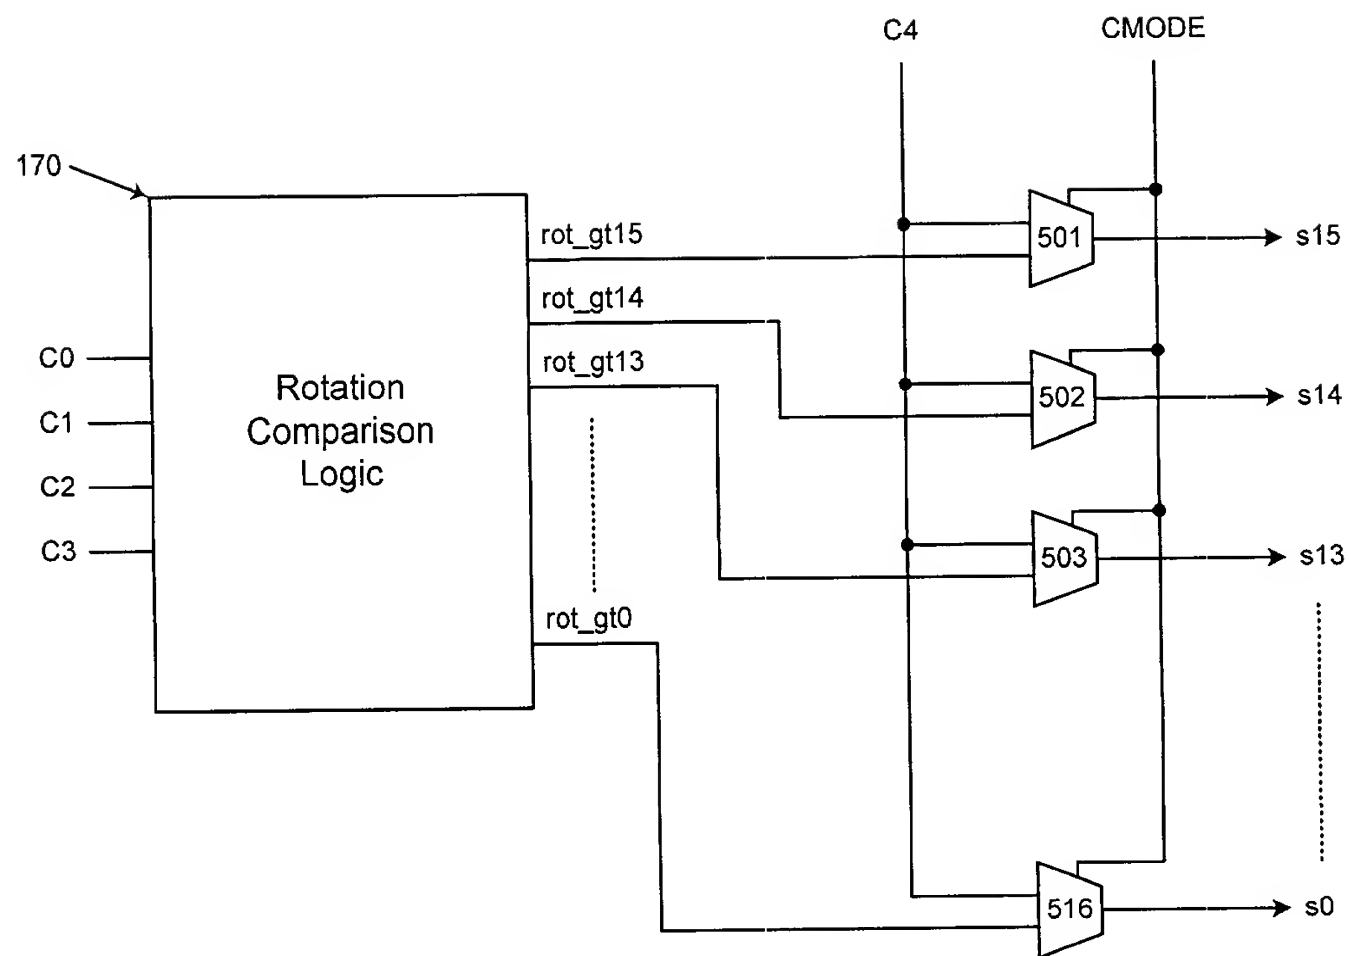 C4
CMODE
170
rot_gt15
501
s15
rot_gt14
C0
rot_gt13
Rotation
Comparison
Logic
502
s14
C1
C2
C3
503
s13
rot_gt0
516
s0